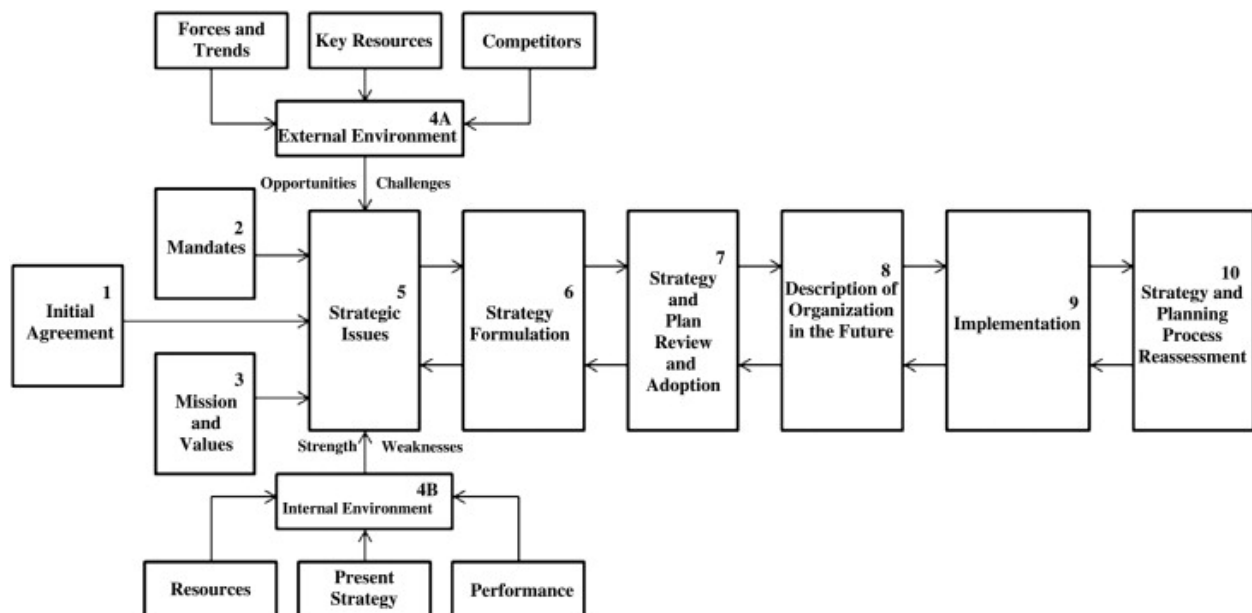 Forces and
Trends
Key Resources
Competitors
4A
External Environment
Opportunities Challenges
2
Mandates
1
Initial
Agreement
3
Mission
and
Values
5
Strategic
Issues
6
Strategy
Formulation
7
Strategy
and
Plan
Review
and
Adoption
8
Description of
Organization
in the Future
9
Implementation
10
Strategy and
Planning
Process
Reassessment
Strength Weaknesses
4B
Internal Environment
Resources
Present
Strategy
Performance